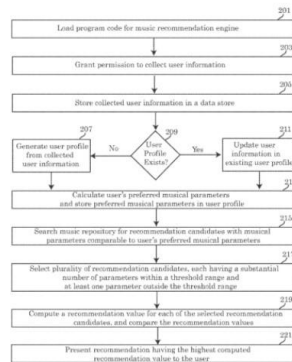 201
Load program code for music recommendation engine
203
Grant permission to collect user information
205
Store collected user information in a data store
207
Generate user profile
from collected
user information
No
209
User
Profile
Exists?
Yes
211
Update user
information in
existing user profile
Calculate user's preferred musical parameters
and store preferred musical parameters in user profile
215
Search music repository for recommendation candidates with musical
parameters comparable to user's preferred musical parameters
Select plurality of recommendation candidates, each having a substantial
number of parameters within a threshold range and
at least one parameter outside the threshold range
219
Compute a recommendation value for each of the selected recommendation
candidates, and compare the recommendation values
221
Present recommendation having the highest computed
recommendation value to the user